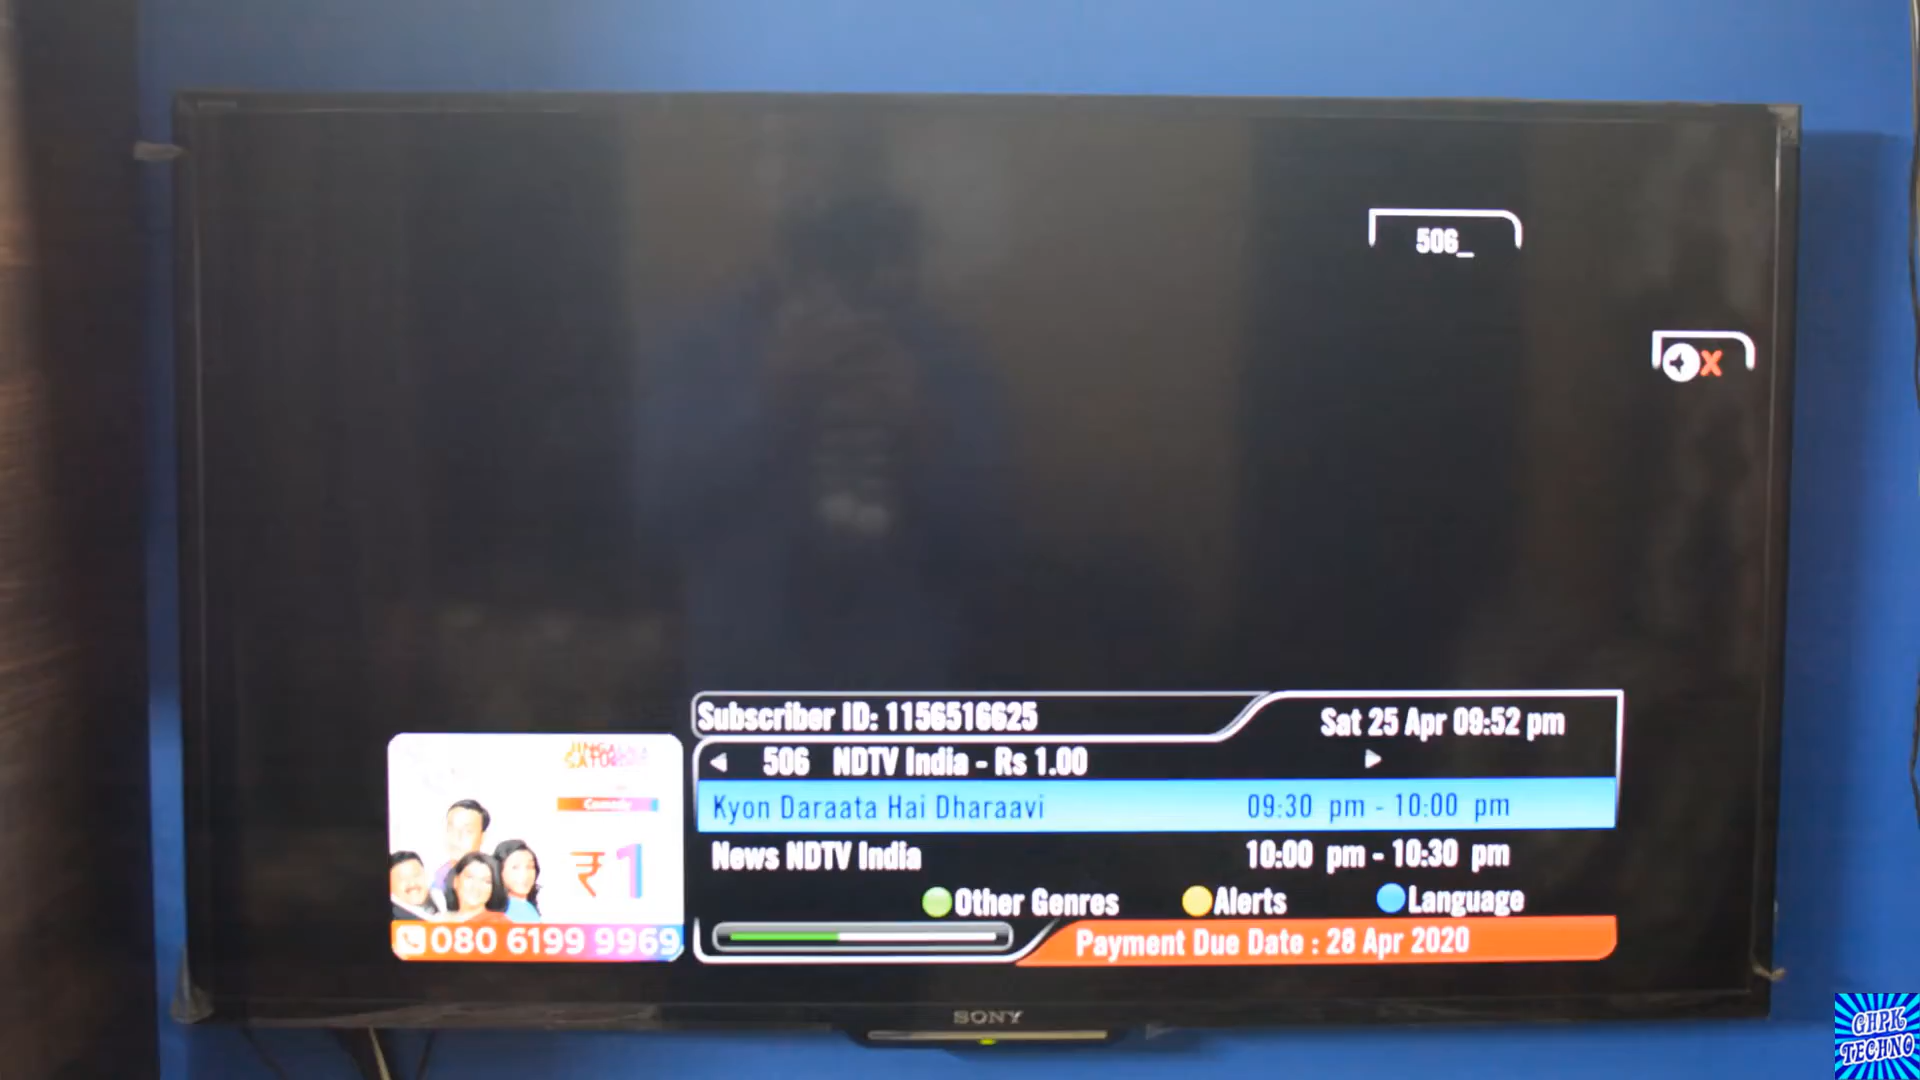 506_
X
Subscriber ID: 1156516625
Sat 25 Apr 09:52 pm
506 NDTV India - Rs 1.00
Kyon Daraata Hai Dharaavi 09:30 pm - 10:00 pm
News NDTV India 10:00 pm - 10:30 pm
Other Genres Alerts Language
Payment Due Date : 28 Apr 2020
Comedy
₹1
080 6199 9969
SONY
GHPK
TECHNO